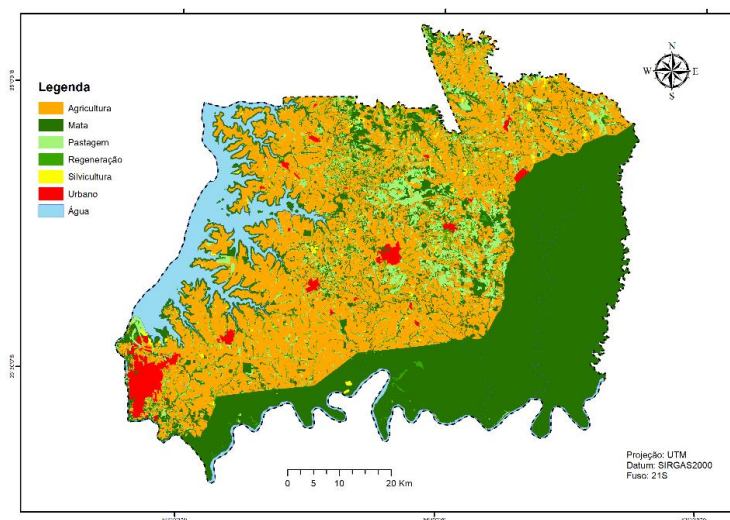 N
W E
S
Legenda
Agricultura
Mata
Pastagem
Regeneração
Silvicultura
Urbano
Água
0 5 10 20 Km
Projeção: UTM
Datum: SIRGAS2000
Fuso: 21S